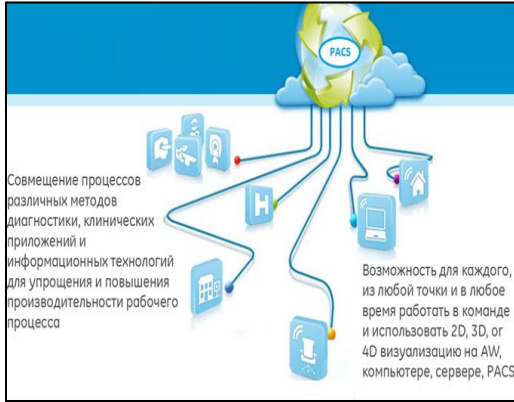 PACS
H
Совмещение процессов
различных методов
диагностики, клинических
приложений и
информационных технологий
для упрощения и повышения
производительности рабочего
процесса
Возможность для каждого,
из любой точки и в любое
время работать в команде
и использовать 2D, 3D, or
4D визуализацию на AW,
компьютере, сервере, PACS